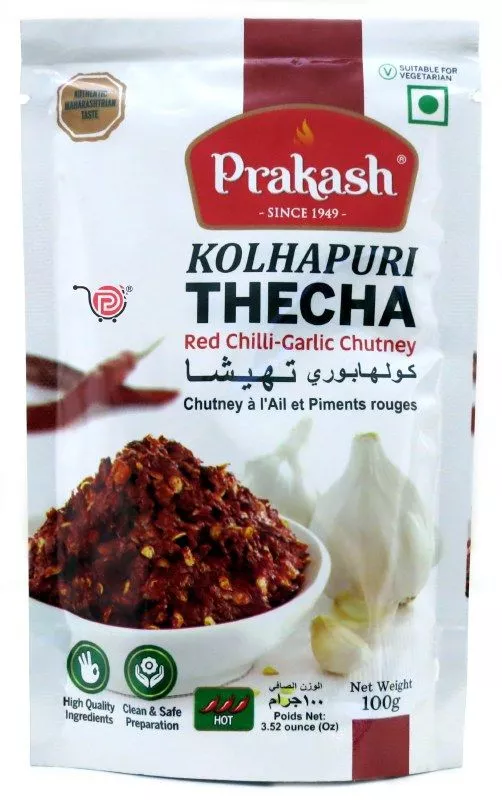 AUTHENTIC
MAHARASHTRIAN
TASTE
SUITABLE FOR
VEGETARIAN
Prakash®
- SINCE 1949 -
KOLHAPURI
THECHA
Red Chilli-Garlic Chutney
كولهابوري تهيشا
Chutney à l'Ail et Piments rouges
High Quality
Ingredients
Clean & Safe
Preparation
HOT
الوزن الصافي
١٠٠جرام
Poids Net:
3.52 ounce (Oz)
Net Weight
100g